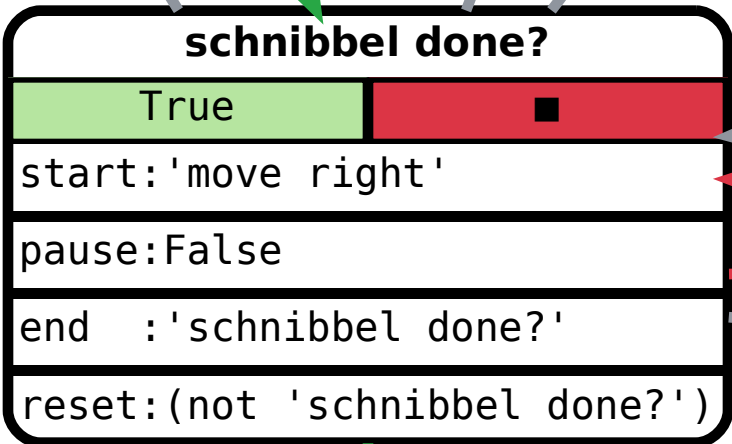 schnibbel done?
True ■
start:'move right'
pause:False
end  :'schnibbel done?'
reset:(not 'schnibbel done?')